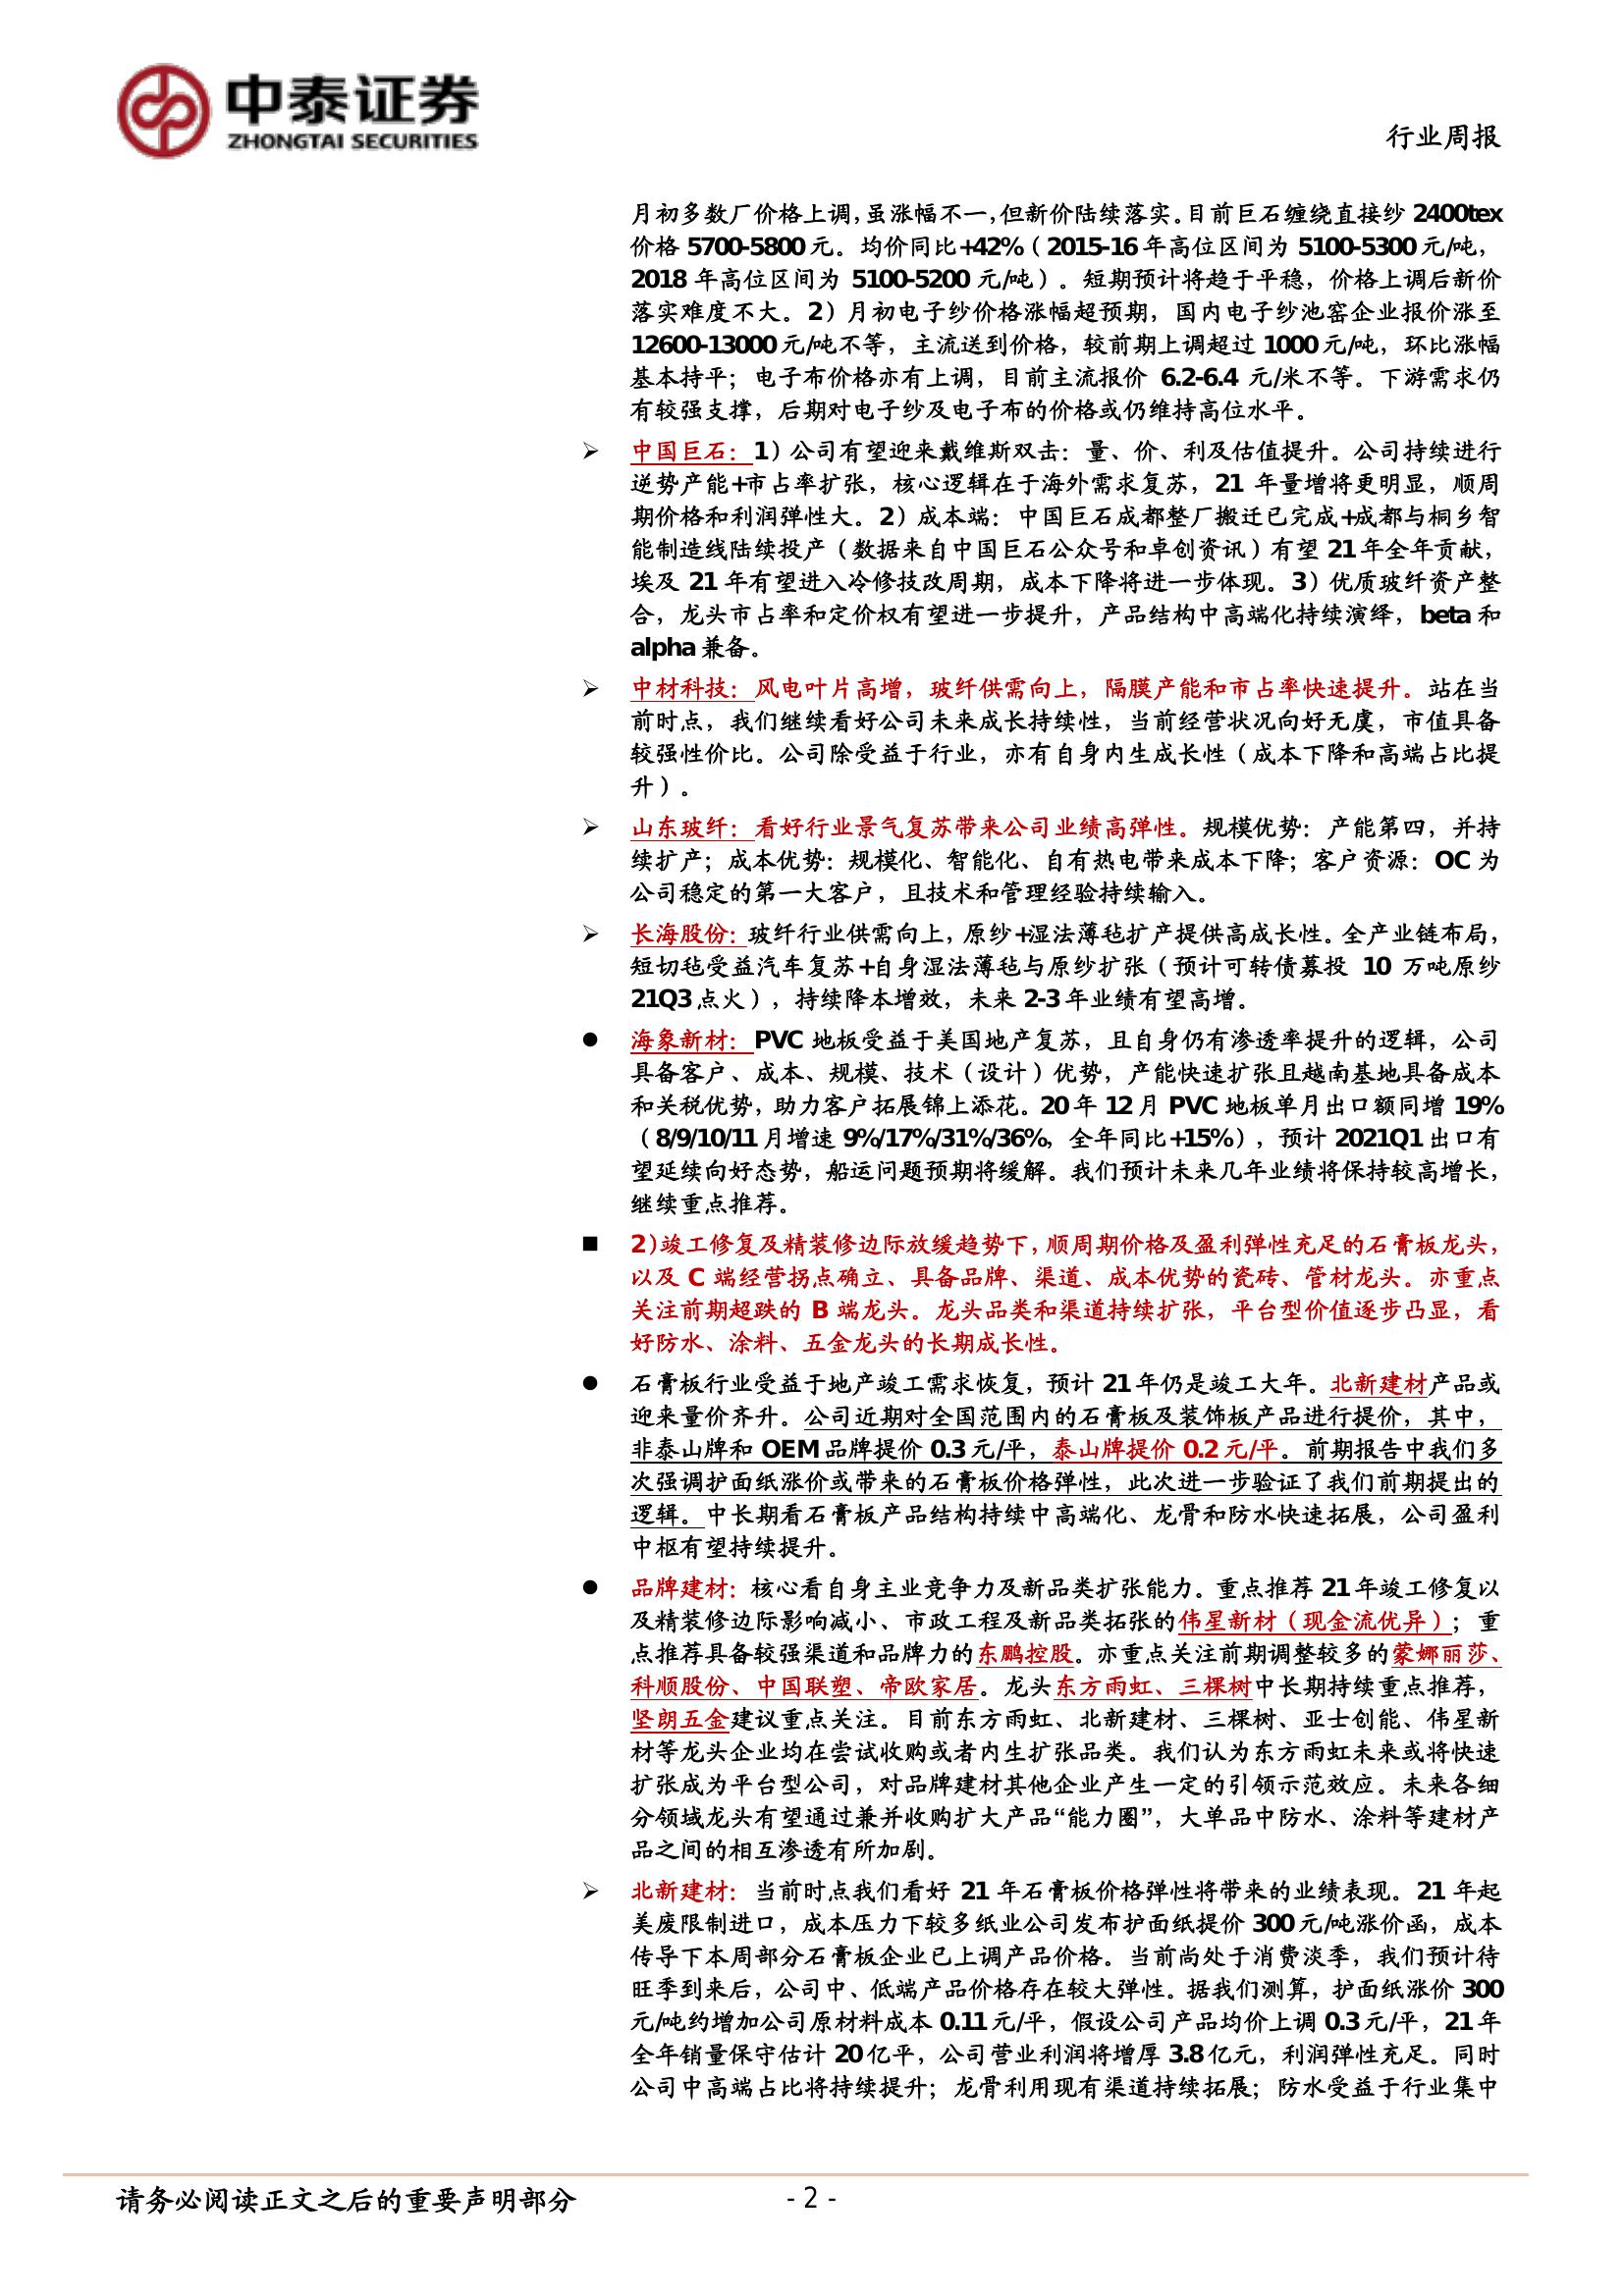 中泰证券
ZHONGTAI SECURITIES
行业周报
月初多数厂价格上调，虽涨幅不一，但新价陆续落实。目前巨石缠绕直接纱 2400tex
价格 5700-5800 元。均价同比+42%（2015-16 年高位区间为 5100-5300 元/吨，
2018 年高位区间为 5100-5200 元/吨）。短期预计将趋于平稳，价格上调后新价
落实难度不大。2）月初电子纱价格涨幅超预期，国内电子纱池窑企业报价涨至
12600-13000 元/吨不等，主流送到价格，较前期上调超过 1000 元/吨，环比涨幅
基本持平；电子布价格亦有上调，目前主流报价 6.2-6.4 元/米不等。下游需求仍
有较强支撑，后期对电子纱及电子布的价格或仍维持高位水平。
➢ 中国巨石：1）公司有望迎来戴维斯双击：量、价、利及估值提升。公司持续进行
逆势产能+市占率扩张，核心逻辑在于海外需求复苏，21 年量增将更明显，顺周
期价格和利润弹性大。2）成本端：中国巨石成都整厂搬迁已完成+成都与桐乡智
能制造线陆续投产（数据来自中国巨石公众号和卓创资讯）有望 21 年全年贡献，
埃及 21 年有望进入冷修技改周期，成本下降将进一步体现。3）优质玻纤资产整
合，龙头市占率和定价权有望进一步提升，产品结构中高端化持续演绎，beta 和
alpha 兼备。
➢ 中材科技：风电叶片高增，玻纤供需向上，隔膜产能和市占率快速提升。站在当
前时点，我们继续看好公司未来成长持续性，当前经营状况向好无虞，市值具备
较强性价比。公司除受益于行业，亦有自身内生成长性（成本下降和高端占比提
升）。
➢ 山东玻纤：看好行业景气复苏带来公司业绩高弹性。规模优势：产能第四，并持
续扩产；成本优势：规模化、智能化、自有热电带来成本下降；客户资源：OC 为
公司稳定的第一大客户，且技术和管理经验持续输入。
➢ 长海股份：玻纤行业供需向上，原纱+湿法薄毡扩产提供高成长性。全产业链布局，
短切毡受益汽车复苏+自身湿法薄毡与原纱扩张（预计可转债募投 10 万吨原纱
21Q3 点火），持续降本增效，未来 2-3 年业绩有望高增。
● 海象新材：PVC 地板受益于美国地产复苏，且自身仍有渗透率提升的逻辑，公司
具备客户、成本、规模、技术（设计）优势，产能快速扩张且越南基地具备成本
和关税优势，助力客户拓展锦上添花。20 年 12 月 PVC 地板单月出口额同增 19%
（8/9/10/11 月增速 9%/17%/31%/36%，全年同比+15%），预计 2021Q1 出口有
望延续向好态势，船运问题预期将缓解。我们预计未来几年业绩将保持较高增长，
继续重点推荐。
■ 2）竣工修复及精装修边际放缓趋势下，顺周期价格及盈利弹性充足的石膏板龙头，
以及 C 端经营拐点确立、具备品牌、渠道、成本优势的瓷砖、管材龙头。亦重点
关注前期超跌的 B 端龙头。龙头品类和渠道持续扩张，平台型价值逐步凸显，看
好防水、涂料、五金龙头的长期成长性。
● 石膏板行业受益于地产竣工需求恢复，预计 21 年仍是竣工大年。北新建材产品或
迎来量价齐升。公司近期对全国范围内的石膏板及装饰板产品进行提价，其中，
非泰山牌和 OEM 品牌提价 0.3 元/平，泰山牌提价 0.2 元/平。前期报告中我们多
次强调护面纸涨价或带来的石膏板价格弹性，此次进一步验证了我们前期提出的
逻辑。中长期看石膏板产品结构持续中高端化、龙骨和防水快速拓展，公司盈利
中枢有望持续提升。
● 品牌建材：核心看自身主业竞争力及新品类扩张能力。重点推荐 21 年竣工修复以
及精装修边际影响减小、市政工程及新品类拓张的伟星新材（现金流优异）；重
点推荐具备较强渠道和品牌力的东鹏控股。亦重点关注前期调整较多的蒙娜丽莎、
科顺股份、中国联塑、帝欧家居。龙头东方雨虹、三棵树中长期持续重点推荐，
坚朗五金建议重点关注。目前东方雨虹、北新建材、三棵树、亚士创能、伟星新
材等龙头企业均在尝试收购或者内生扩张品类。我们认为东方雨虹未来或将快速
扩张成为平台型公司，对品牌建材其他企业产生一定的引领示范效应。未来各细
分领域龙头有望通过兼并收购扩大产品“能力圈”，大单品中防水、涂料等建材产
品之间的相互渗透有所加剧。
➢ 北新建材：当前时点我们看好 21 年石膏板价格弹性将带来的业绩表现。21 年起
美废限制进口，成本压力下较多纸业公司发布护面纸提价 300 元/吨涨价函，成本
传导下本周部分石膏板企业已上调产品价格。当前尚处于消费淡季，我们预计待
旺季到来后，公司中、低端产品价格存在较大弹性。据我们测算，护面纸涨价 300
元/吨约增加公司原材料成本 0.11 元/平，假设公司产品均价上调 0.3 元/平，21 年
全年销量保守估计 20 亿平，公司营业利润将增厚 3.8 亿元，利润弹性充足。同时
公司中高端占比将持续提升；龙骨利用现有渠道持续拓展；防水受益于行业集中
请务必阅读正文之后的重要声明部分
- 2 -